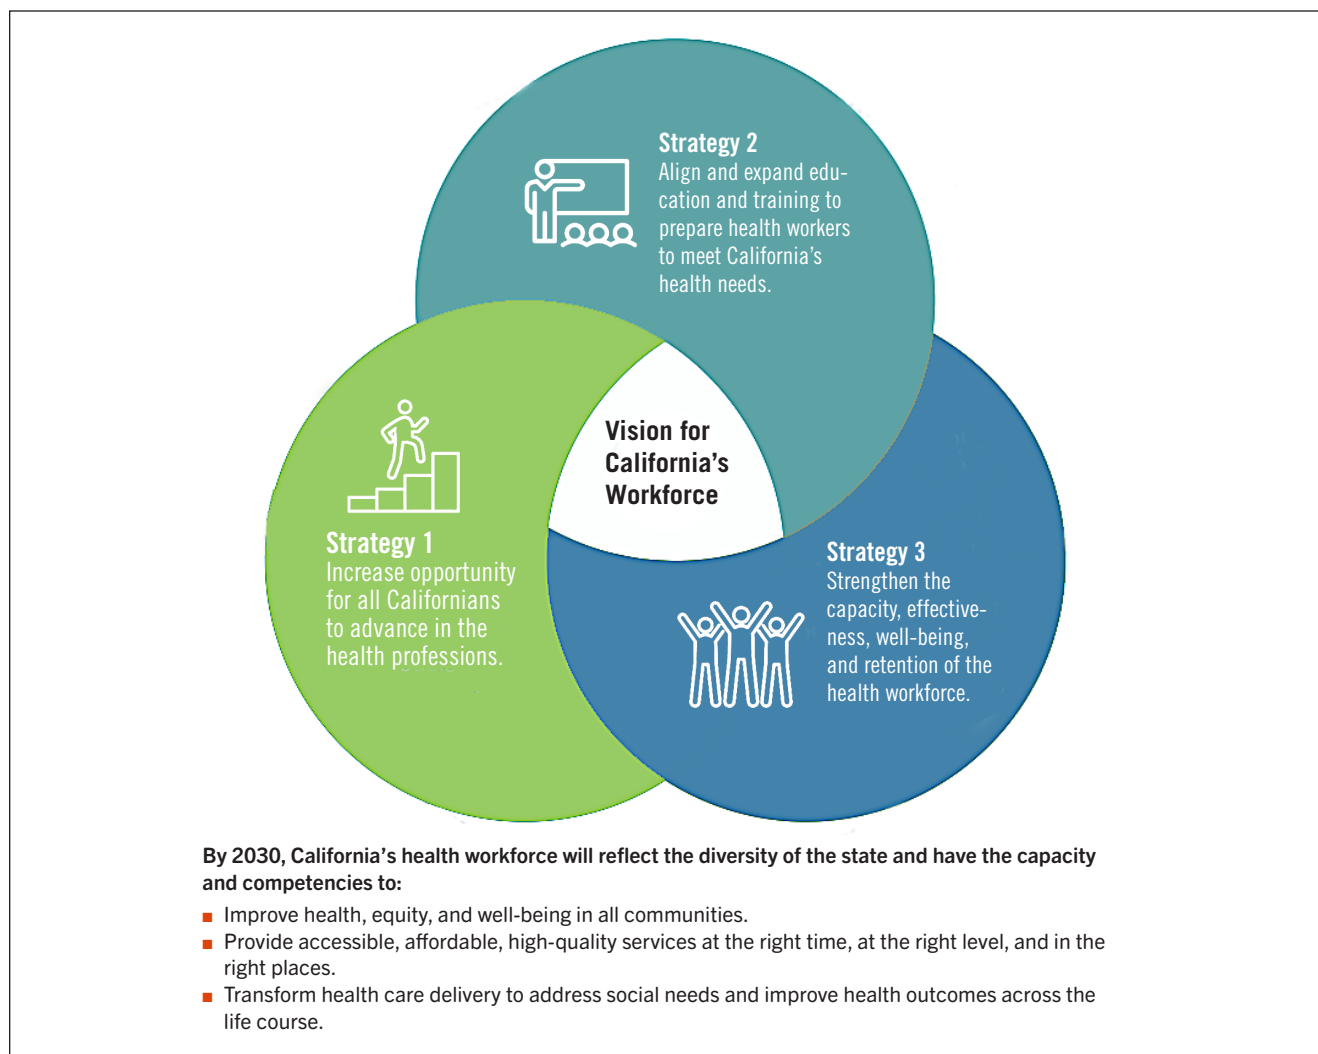 Strategy 2
Align and expand edu-
cation and training to
prepare health workers
to meet California’s
health needs.
Vision for
California’s
Workforce
Strategy 1
Increase opportunity
for all Californians
to advance in the
health professions.
Strategy 3
Strengthen the
capacity, effective-
ness, well-being,
and retention of the
health workforce.
By 2030, California’s health workforce will reflect the diversity of the state and have the capacity
and competencies to:
■ Improve health, equity, and well-being in all communities.
■ Provide accessible, affordable, high-quality services at the right time, at the right level, and in the
right places.
■ Transform health care delivery to address social needs and improve health outcomes across the
life course.